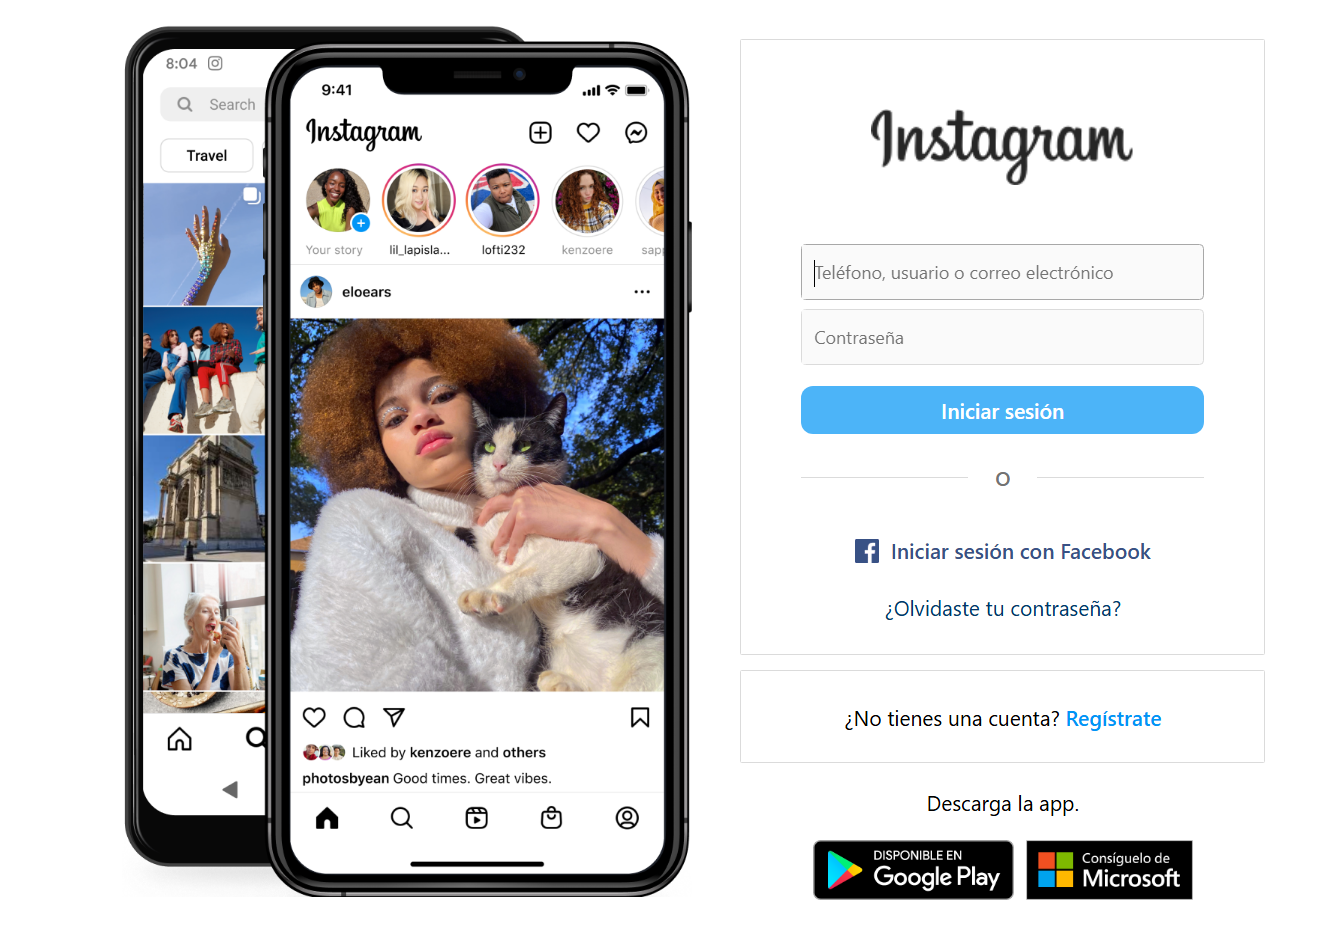 8:04
Search
Travel
9:41
Instagram
Your story
lil_lapisla...
lofti232
kenzoere
eloears
Liked by kenzoere and others
photosbyean Good times. Great vibes.
Instagram
Teléfono, usuario o correo electrónico
Contraseña
Iniciar sesión
O
Iniciar sesión con Facebook
¿Olvidaste tu contraseña?
¿No tienes una cuenta? Regístrate
Descarga la app.
DISPONIBLE EN
Google Play
Consíguelo de
Microsoft